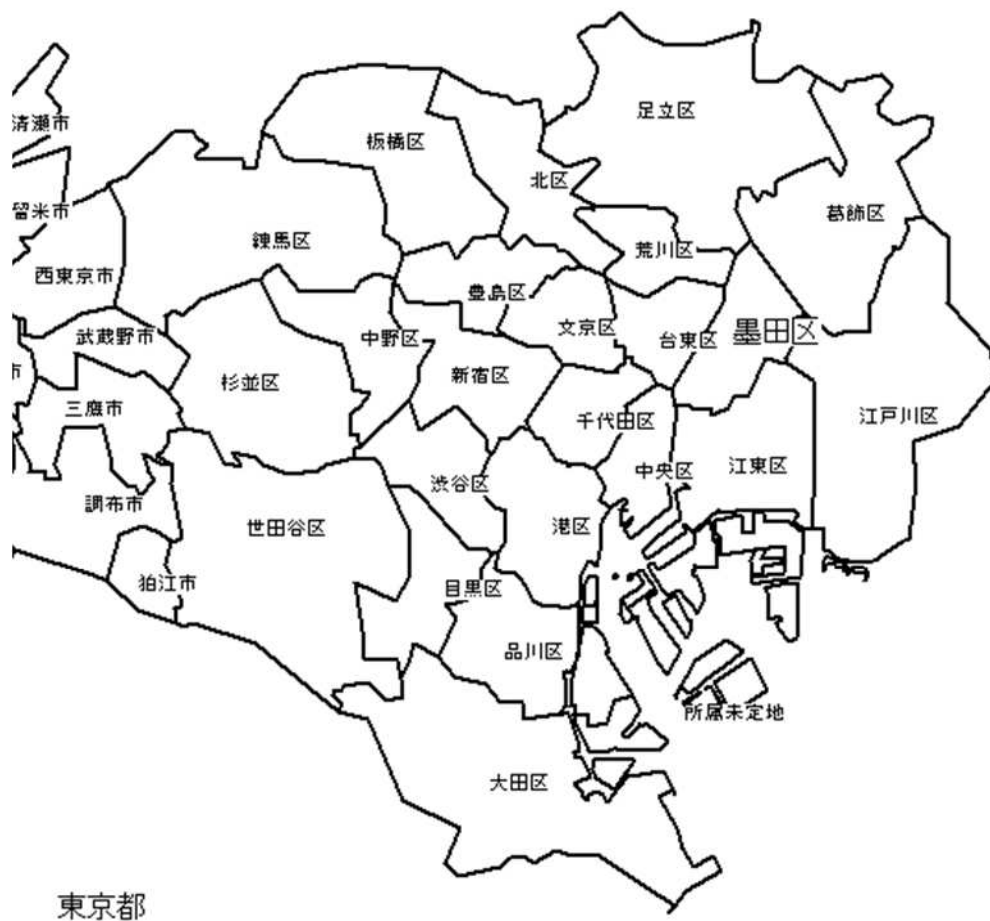 足立区
清瀬市
板橋区
北区
留米市
葛飾区
練馬区
荒川区
西東京市
豊島区
文京区
武蔵野市
中野区
台東区
墨田区
市
杉並区
新宿区
三鷹市
千代田区
江戸川区
渋谷区
中央区
江東区
調布市
世田谷区
港区
狛江市
目黒区
品川区
所属未定地
大田区
東京都